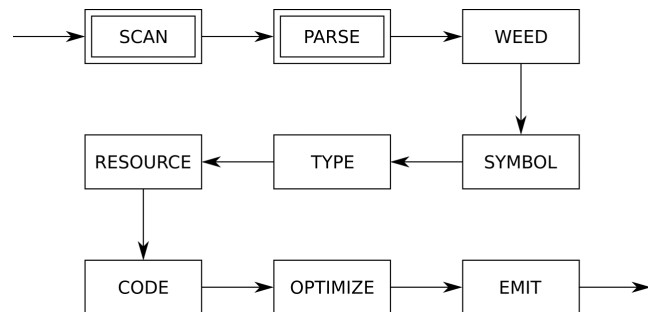 SCAN
PARSE
WEED
RESOURCE
TYPE
SYMBOL
CODE
OPTIMIZE
EMIT